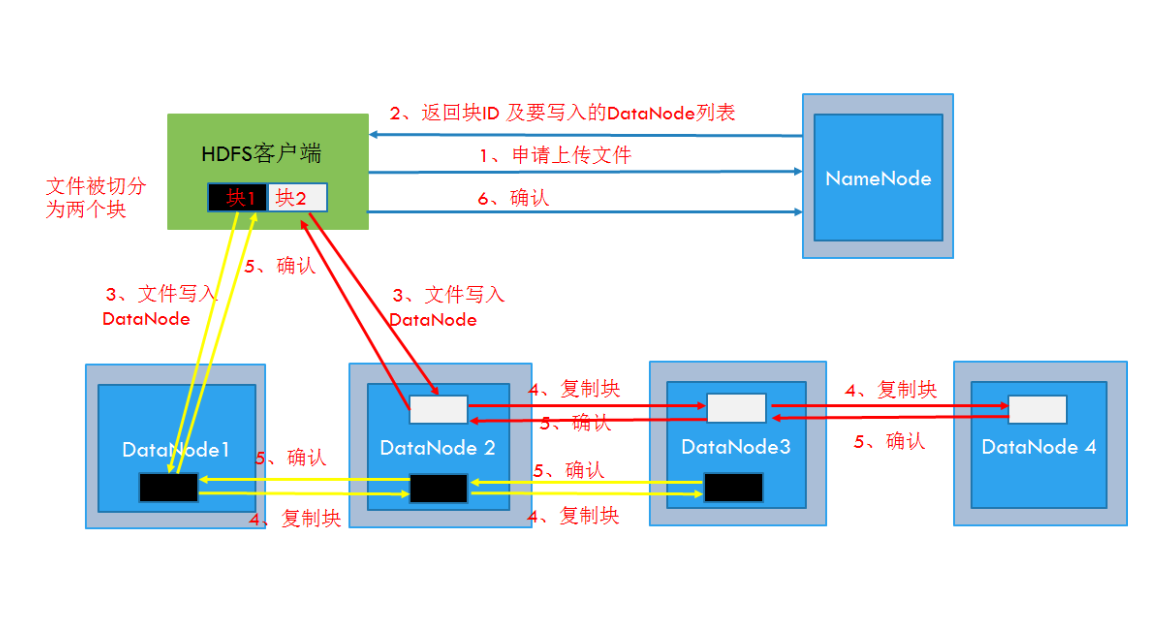 2、返回块ID 及要写入的DataNode列表
HDFS客户端
1、申请上传文件
NameNode
文件被切分
为两个块
块1
块2
6、确认
5、确认
3、文件写入
DataNode
3、文件写入
DataNode
4、复制块
4、复制块
5、确认
5、确认
DataNode1
DataNode 2
DataNode3
DataNode 4
5、确认
5、确认
4、复制块
4、复制块